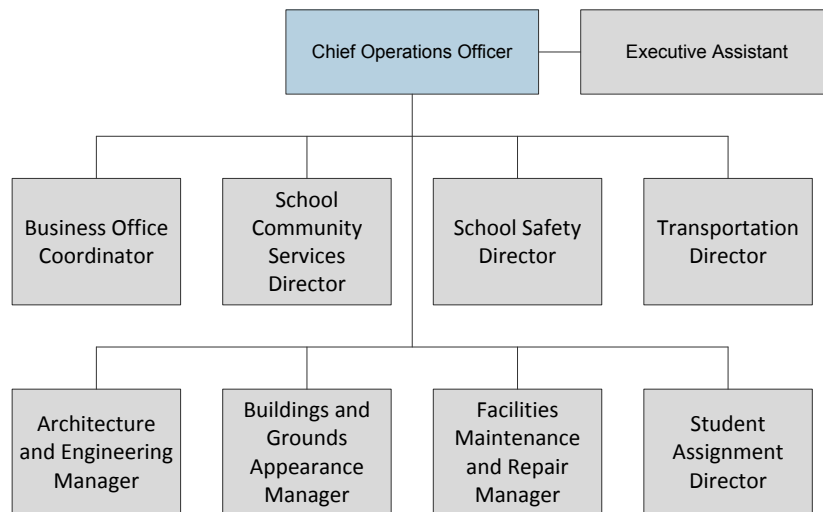 Chief Operations Officer
Executive Assistant
Business Office
Coordinator
School
Community
Services
Director
School Safety
Director
Transportation
Director
Architecture
and Engineering
Manager
Buildings and
Grounds
Appearance
Manager
Facilities
Maintenance
and Repair
Manager
Student
Assignment
Director